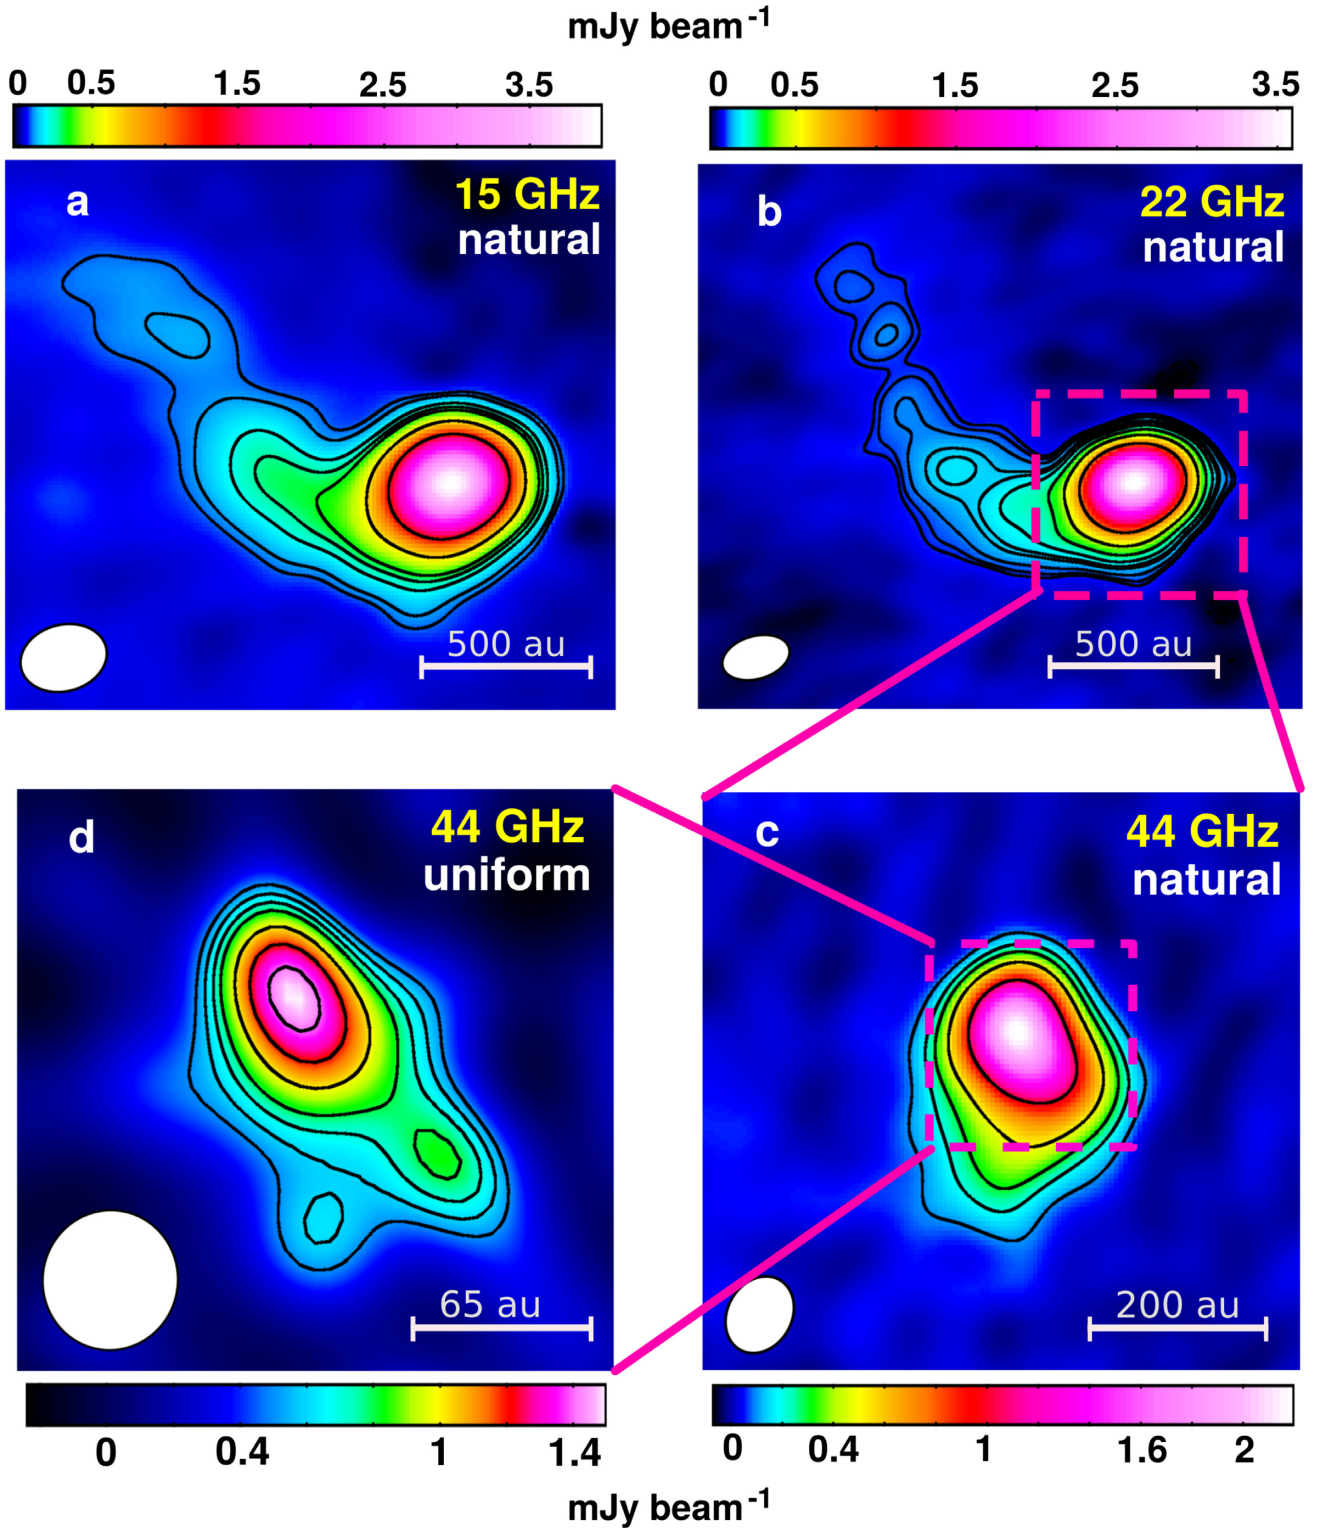 mJy beam-1
0 0.5 1.5 2.5 3.5
0 0.5 1.5 2.5 3.5
a
15 GHz
natural
500 au
b
22 GHz
natural
500 au
d
44 GHz
uniform
65 au
c
44 GHz
natural
200 au
0 0.4 1 1.4
0 0.4 1 1.6 2
mJy beam-1